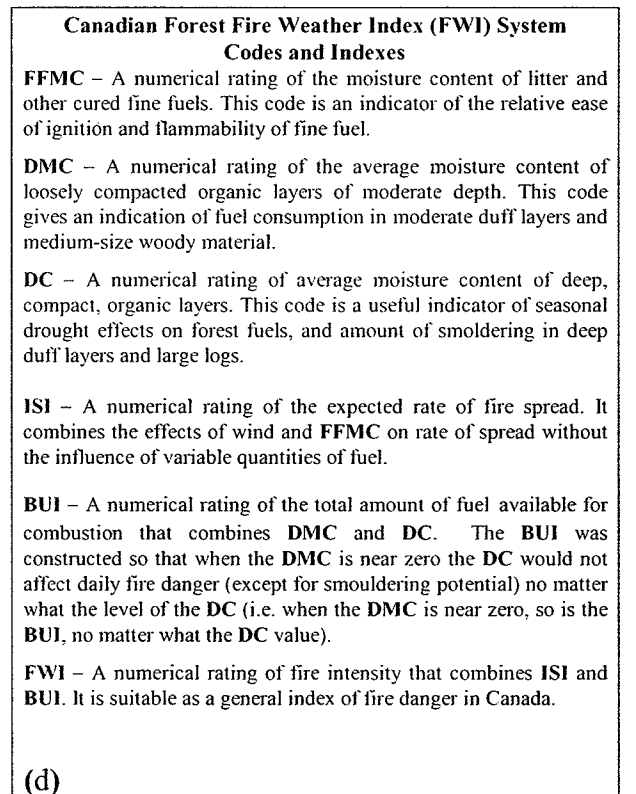 Canadian Forest Fire Weather Index (FWI) System
Codes and Indexes
FFMC – A numerical rating of the moisture content of litter and
other cured fine fuels. This code is an indicator of the relative ease
of ignition and flammability of fine fuel.
DMC – A numerical rating of the average moisture content of
loosely compacted organic layers of moderate depth. This code
gives an indication of fuel consumption in moderate duff layers and
medium-size woody material.
DC – A numerical rating of average moisture content of deep,
compact, organic layers. This code is a useful indicator of seasonal
drought effects on forest fuels, and amount of smoldering in deep
duff layers and large logs.
ISI – A numerical rating of the expected rate of fire spread. It
combines the effects of wind and FFMC on rate of spread without
the influence of variable quantities of fuel.
BUI – A numerical rating of the total amount of fuel available for
combustion that combines DMC and DC. The BUI was
constructed so that when the DMC is near zero the DC would not
affect daily fire danger (except for smouldering potential) no matter
what the level of the DC (i.e. when the DMC is near zero, so is the
BUI, no matter what the DC value).
FWI – A numerical rating of fire intensity that combines ISI and
BUI. It is suitable as a general index of fire danger in Canada.
(d)